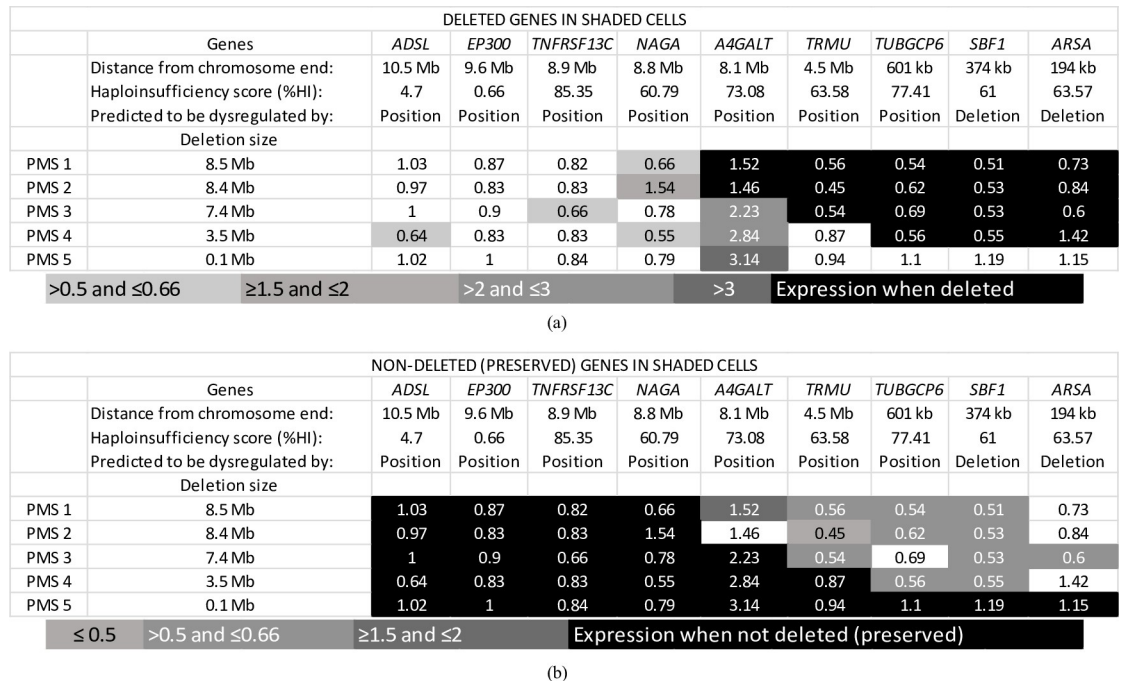 DELETED GENES IN SHADED CELLS
Genes ADSL EP300 TNFRSF13C NAGA A4GALT TRMU TUBGCP6 SBF1 ARSA
Distance from chromosome end: 10.5 Mb 9.6 Mb 8.9 Mb 8.8 Mb 8.1 Mb 4.5 Mb 601 kb 374 kb 194 kb
Haploinsufficiency score (%HI): 4.7 0.66 85.35 60.79 73.08 63.58 77.41 61 63.57
Predicted to be dysregulated by: Position Position Position Position Position Position Position Deletion Deletion
Deletion size
PMS 1 8.5 Mb 1.03 0.87 0.82 0.66 1.52 0.56 0.54 0.51 0.73
PMS 2 8.4 Mb 0.97 0.83 0.83 1.54 1.46 0.45 0.62 0.53 0.84
PMS 3 7.4 Mb 1 0.9 0.66 0.78 2.23 0.54 0.69 0.53 0.6
PMS 4 3.5 Mb 0.64 0.83 0.83 0.55 2.84 0.87 0.56 0.55 1.42
PMS 5 0.1 Mb 1.02 1 0.84 0.79 3.14 0.94 1.1 1.19 1.15
>0.5 and ≤0.66 ≥1.5 and ≤2 >2 and ≤3 >3 Expression when deleted
(a)
NON-DELETED (PRESERVED) GENES IN SHADED CELLS
Genes ADSL EP300 TNFRSF13C NAGA A4GALT TRMU TUBGCP6 SBF1 ARSA
Distance from chromosome end: 10.5 Mb 9.6 Mb 8.9 Mb 8.8 Mb 8.1 Mb 4.5 Mb 601 kb 374 kb 194 kb
Haploinsufficiency score (%HI): 4.7 0.66 85.35 60.79 73.08 63.58 77.41 61 63.57
Predicted to be dysregulated by: Position Position Position Position Position Position Position Deletion Deletion
Deletion size
PMS 1 8.5 Mb 1.03 0.87 0.82 0.66 1.52 0.56 0.54 0.51 0.73
PMS 2 8.4 Mb 0.97 0.83 0.83 1.54 1.46 0.45 0.62 0.53 0.84
PMS 3 7.4 Mb 1 0.9 0.66 0.78 2.23 0.54 0.69 0.53 0.6
PMS 4 3.5 Mb 0.64 0.83 0.83 0.55 2.84 0.87 0.56 0.55 1.42
PMS 5 0.1 Mb 1.02 1 0.84 0.79 3.14 0.94 1.1 1.19 1.15
≤ 0.5 >0.5 and ≤0.66 ≥1.5 and ≤2 Expression when not deleted (preserved)
(b)